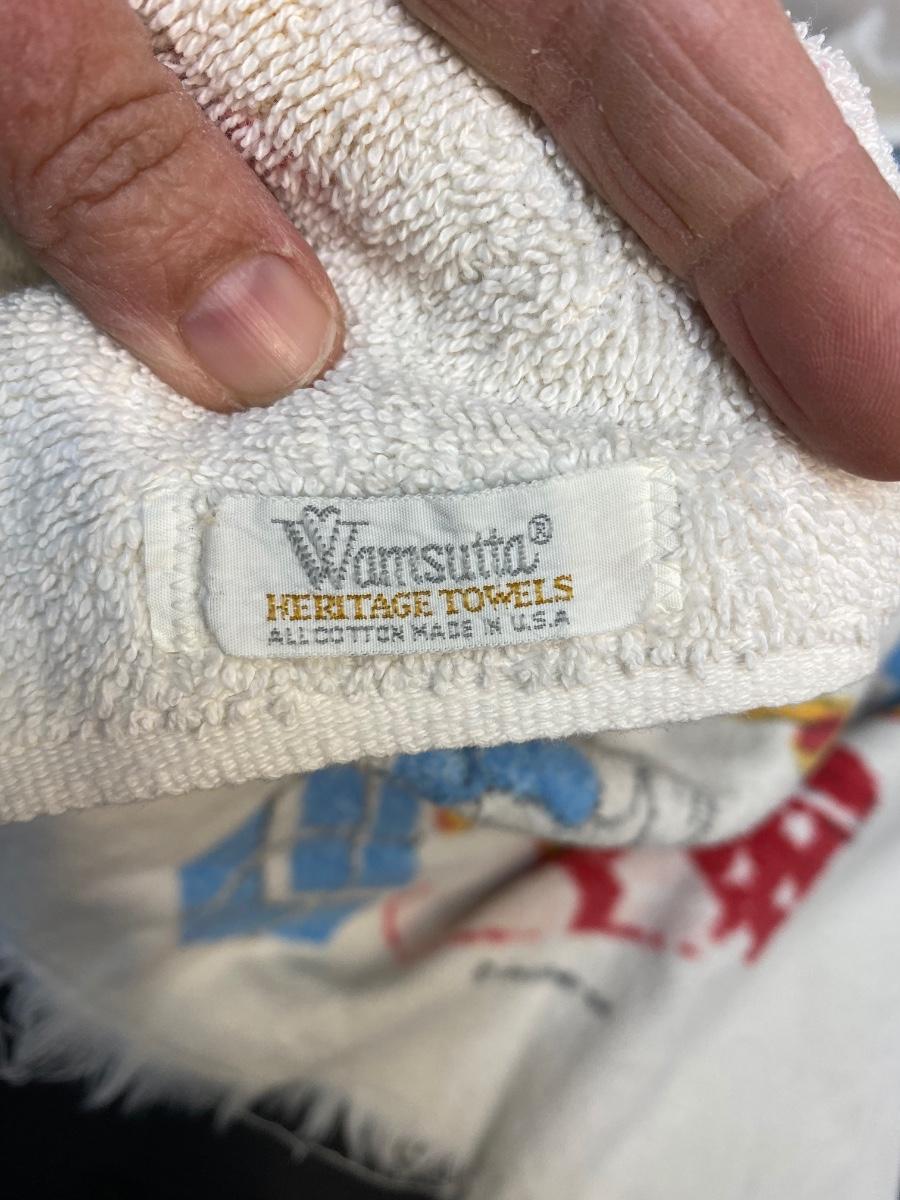 Wamsutta®
HERITAGE TOWELS
ALL COTTON MADE IN U.S.A